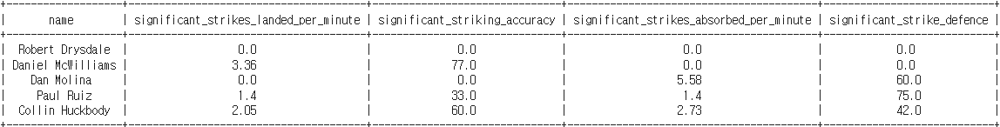 +-----------------+----------------------------------+-----------------------------+------------------------------------+------------------------+
|      name       | significant_strikes_landed_per_minute | significant_striking_accuracy | significant_strikes_absorbed_per_minute | significant_strike_defence |
+-----------------+----------------------------------+-----------------------------+------------------------------------+------------------------+
| Robert Drysdale | 0.0 | 0.0 | 0.0 | 0.0 |
| Daniel McWilliams | 3.36 | 77.0 | 0.0 | 0.0 |
| Dan Molina | 0.0 | 0.0 | 5.58 | 60.0 |
| Paul Ruiz | 1.4 | 33.0 | 1.4 | 75.0 |
| Collin Huckbody | 2.05 | 60.0 | 2.73 | 42.0 |
+-----------------+----------------------------------+-----------------------------+------------------------------------+------------------------+